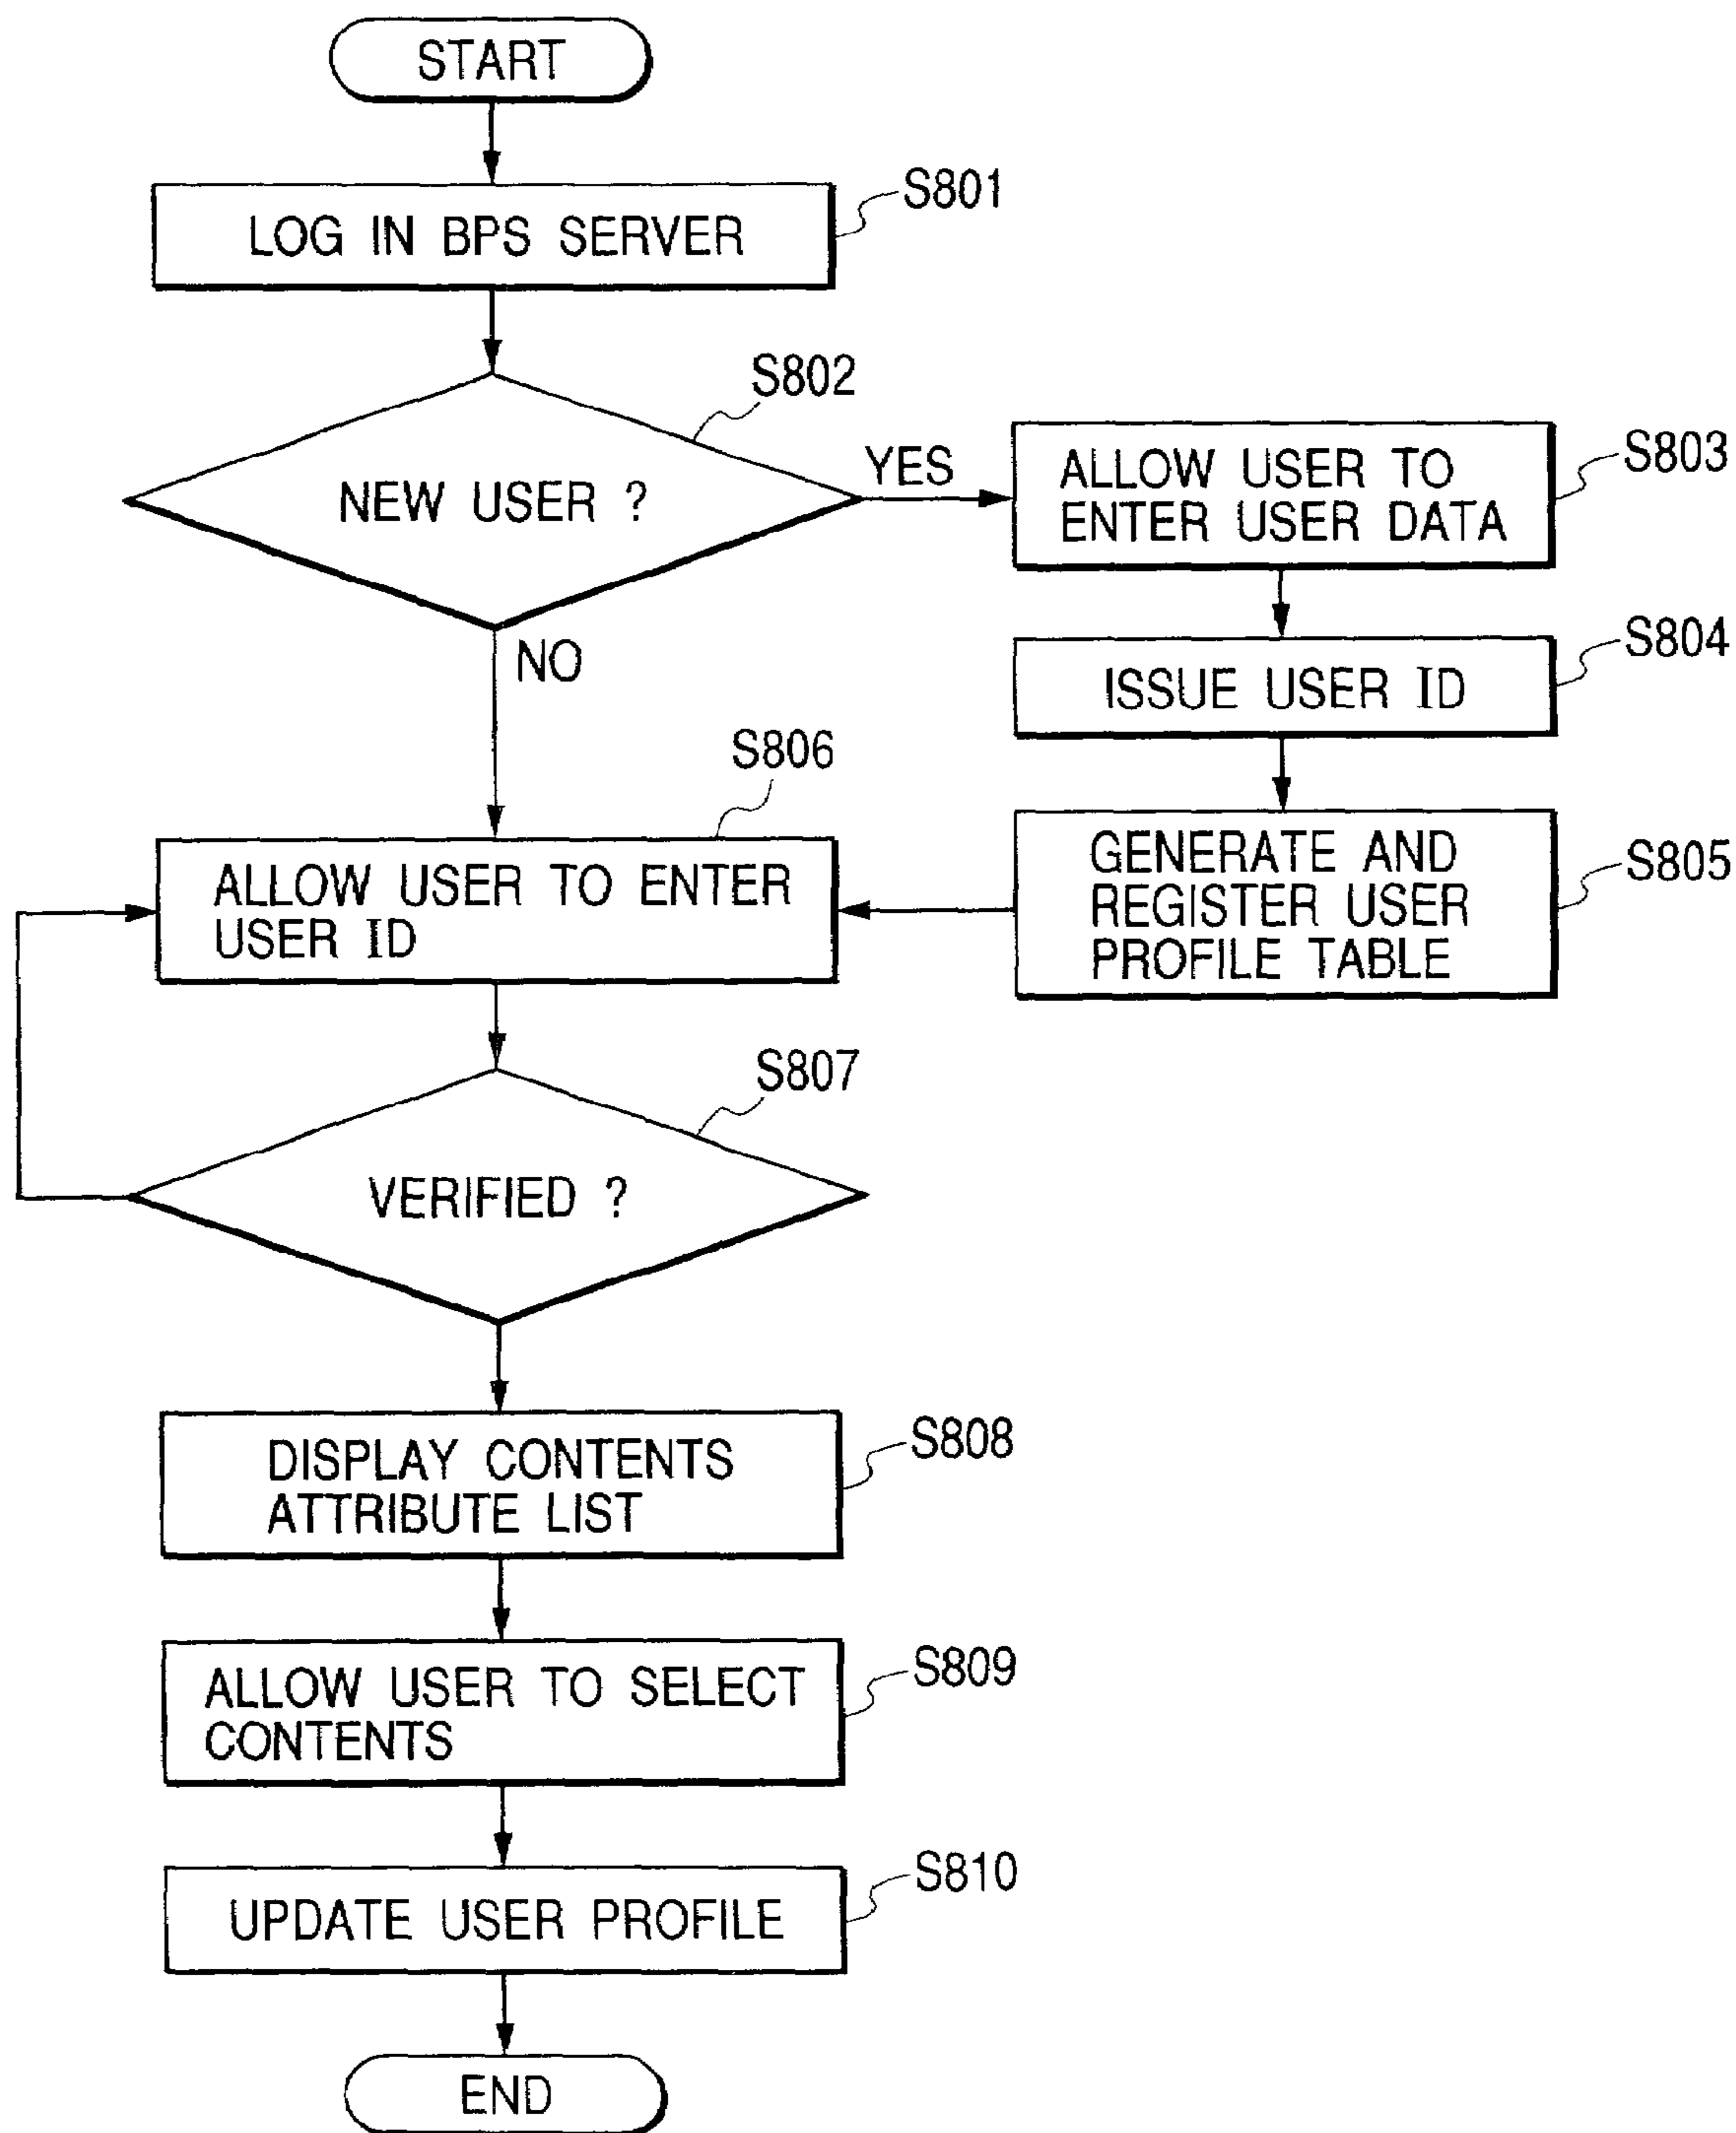 START
LOG IN BPS SERVER
S801
S802
NEW USER ?
YES
NO
ALLOW USER TO
ENTER USER DATA
S803
ISSUE USER ID
S804
GENERATE AND
REGISTER USER
PROFILE TABLE
S805
S806
ALLOW USER TO ENTER
USER ID
S807
VERIFIED ?
DISPLAY CONTENTS
ATTRIBUTE LIST
S808
ALLOW USER TO SELECT
CONTENTS
S809
UPDATE USER PROFILE
S810
END